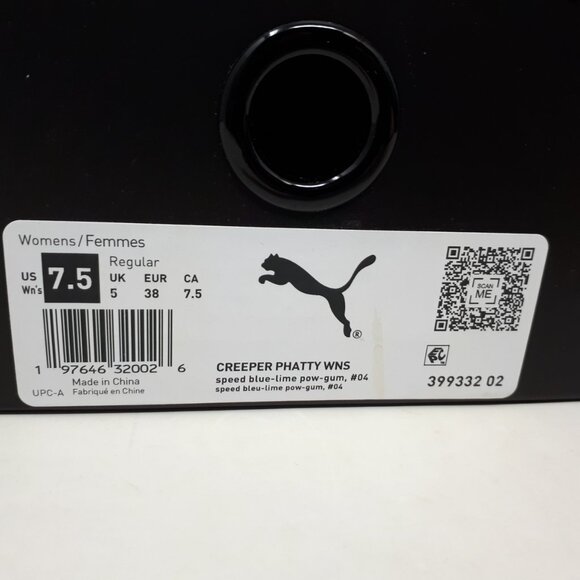 Womens/Femmes
Regular
US Wn's 7.5
UK EUR CA
5 38 7.5
1 97646 32002 6
UPC-A
Made in China
Fabriqué en Chine
®
CREEPER PHATTY WNS
speed blue-lime pow-gum, #04
speed bleu-lime pow-gum, #04
SCAN
ME
399332 02